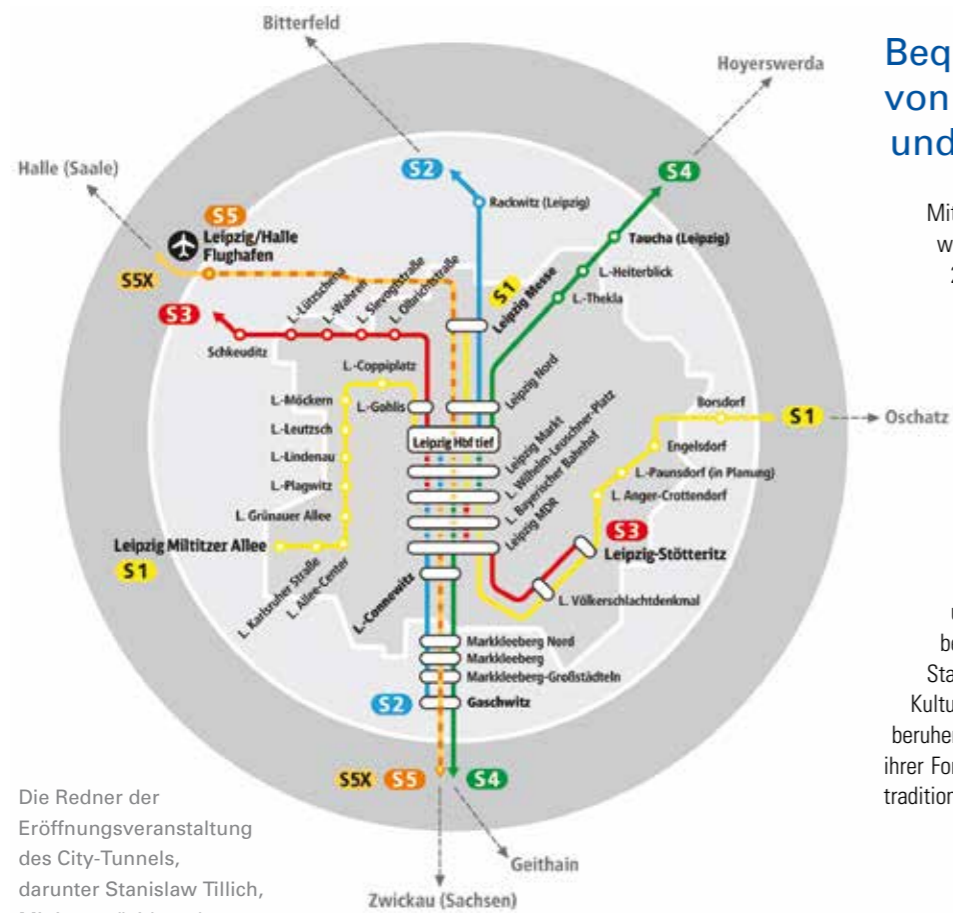 Bitterfeld
Hoyerswerda
Halle (Saale)
S2
S4
Rackwitz (Leipzig)
S5
Leipzig/Halle
Flughafen
Taucha (Leipzig)
S5X
L.-Heiterblick
L.-Thekla
S1
Leipzig Messe
S3
L.-Lützschena
L.-Wahren
L. Slevogtstraße
L. Olbrichtstraße
Schkeuditz
L.-Coppiplatz
L.-Gohlis
Leipzig Nord
L.-Möckern
L.-Leutzsch
L.-Lindenau
L.-Plagwitz
L. Grünauer Allee
Leipzig Miltitzer Allee
S1
L. Karlsruher Straße
L. Allee-Center
Leipzig Hbf tief
Leipzig Markt
L. Wilhelm-Leuschner-Platz
L. Bayerischer Bahnhof
Leipzig MDR
Borsdorf
S1
Oschatz
Engelsdorf
L.-Paunsdorf (in Planung)
L. Anger-Crottendorf
S3
Leipzig-Stötteritz
L. Völkerschlachtdenkmal
L.-Connewitz
Markkleeberg Nord
Markkleeberg
Markkleeberg-Großstädteln
S2
Gaschwitz
S5X
S5
S4
Geithain
Zwickau (Sachsen)
Die Redner der
Eröffnungsveranstaltung
des City-Tunnels,
darunter Stanislaw Tillich,
Beq
von
und
Mit
w
2
be
Sta
Kultu
beruhen
ihrer For
tradition